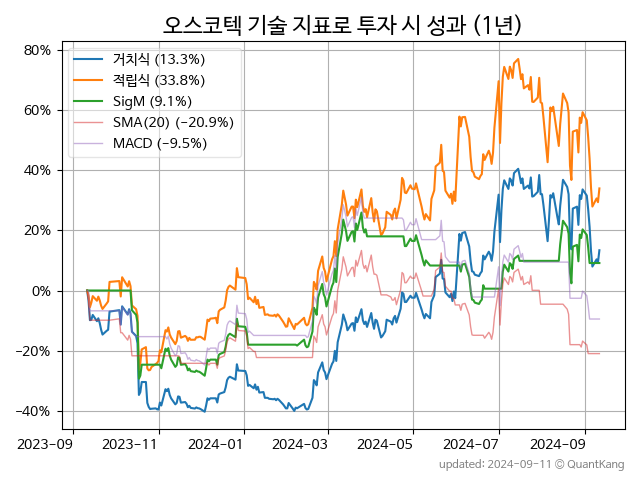 오스코텍 기술 지표로 투자 시 성과 (1년)
80%
60%
40%
20%
0%
−20%
−40%
거치식 (13.3%)
적립식 (33.8%)
SigM (9.1%)
SMA(20) (−20.9%)
MACD (−9.5%)
2023-09
2023-11
2024-01
2024-03
2024-05
2024-07
2024-09
updated: 2024-09-11 ⓒ QuantKang